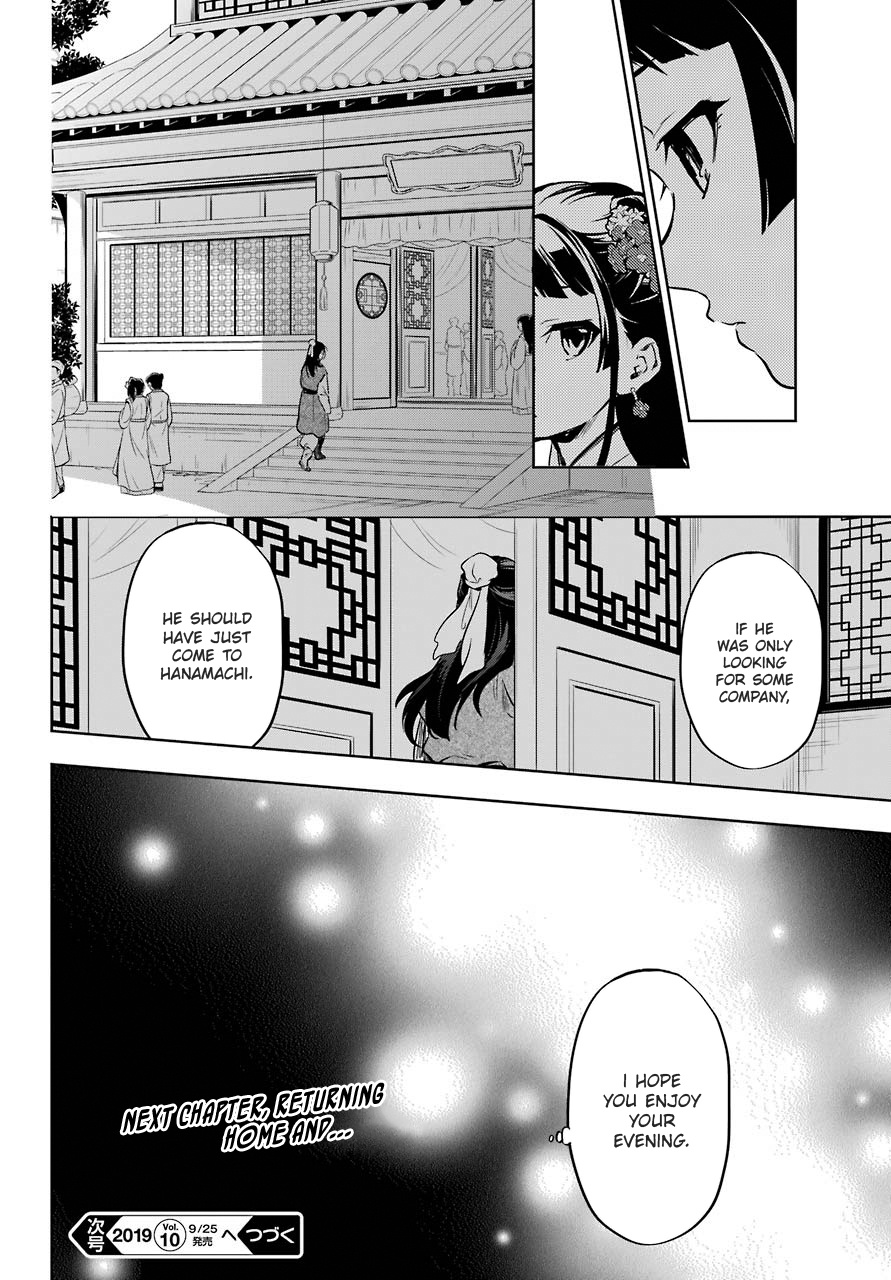 IF HE
WAS ONLY
LOOKING
FOR SOME
COMPANY,
HE SHOULD
HAVE JUST
COME TO
HANAMACHI.
I HOPE
YOU ENJOY
YOUR
EVENING.
NEXT CHAPTER, RETURNING
HOME AND...
次号 2019 Vol. 10 9/25 発売 へ つづく